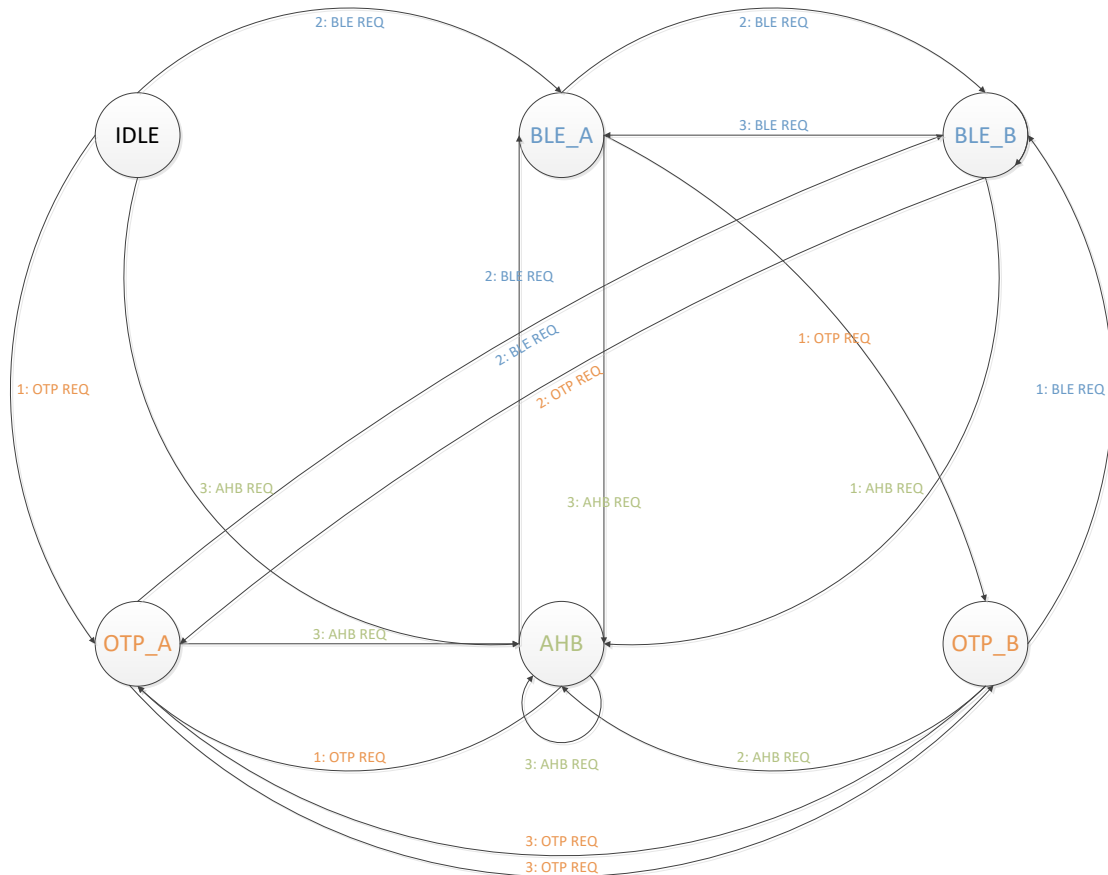 2: BLE REQ
2: BLE REQ
IDLE
BLE_A
3: BLE REQ
BLE_B
2: BLE REQ
2: BLE REQ
1: OTP REQ
2: OTP REQ
1: OTP REQ
1: BLE REQ
3: AHB REQ
3: AHB REQ
1: AHB REQ
OTP_A
3: AHB REQ
AHB
OTP_B
1: OTP REQ
3: AHB REQ
2: AHB REQ
3: OTP REQ
3: OTP REQ